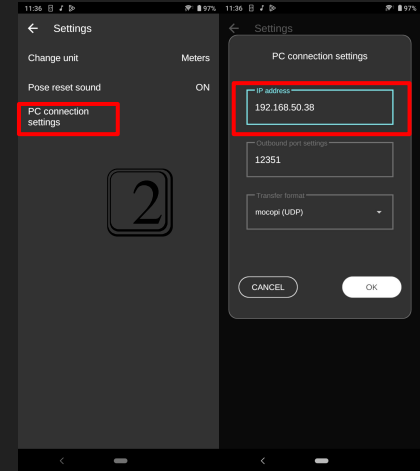 11:36
97%
Settings
Change unit
Meters
Pose reset sound
ON
PC connection
settings
2
11:36
97%
Settings
PC connection settings
IP address
192.168.50.38
Outbound port settings
12351
Transfer format
mocopi (UDP)
CANCEL
OK